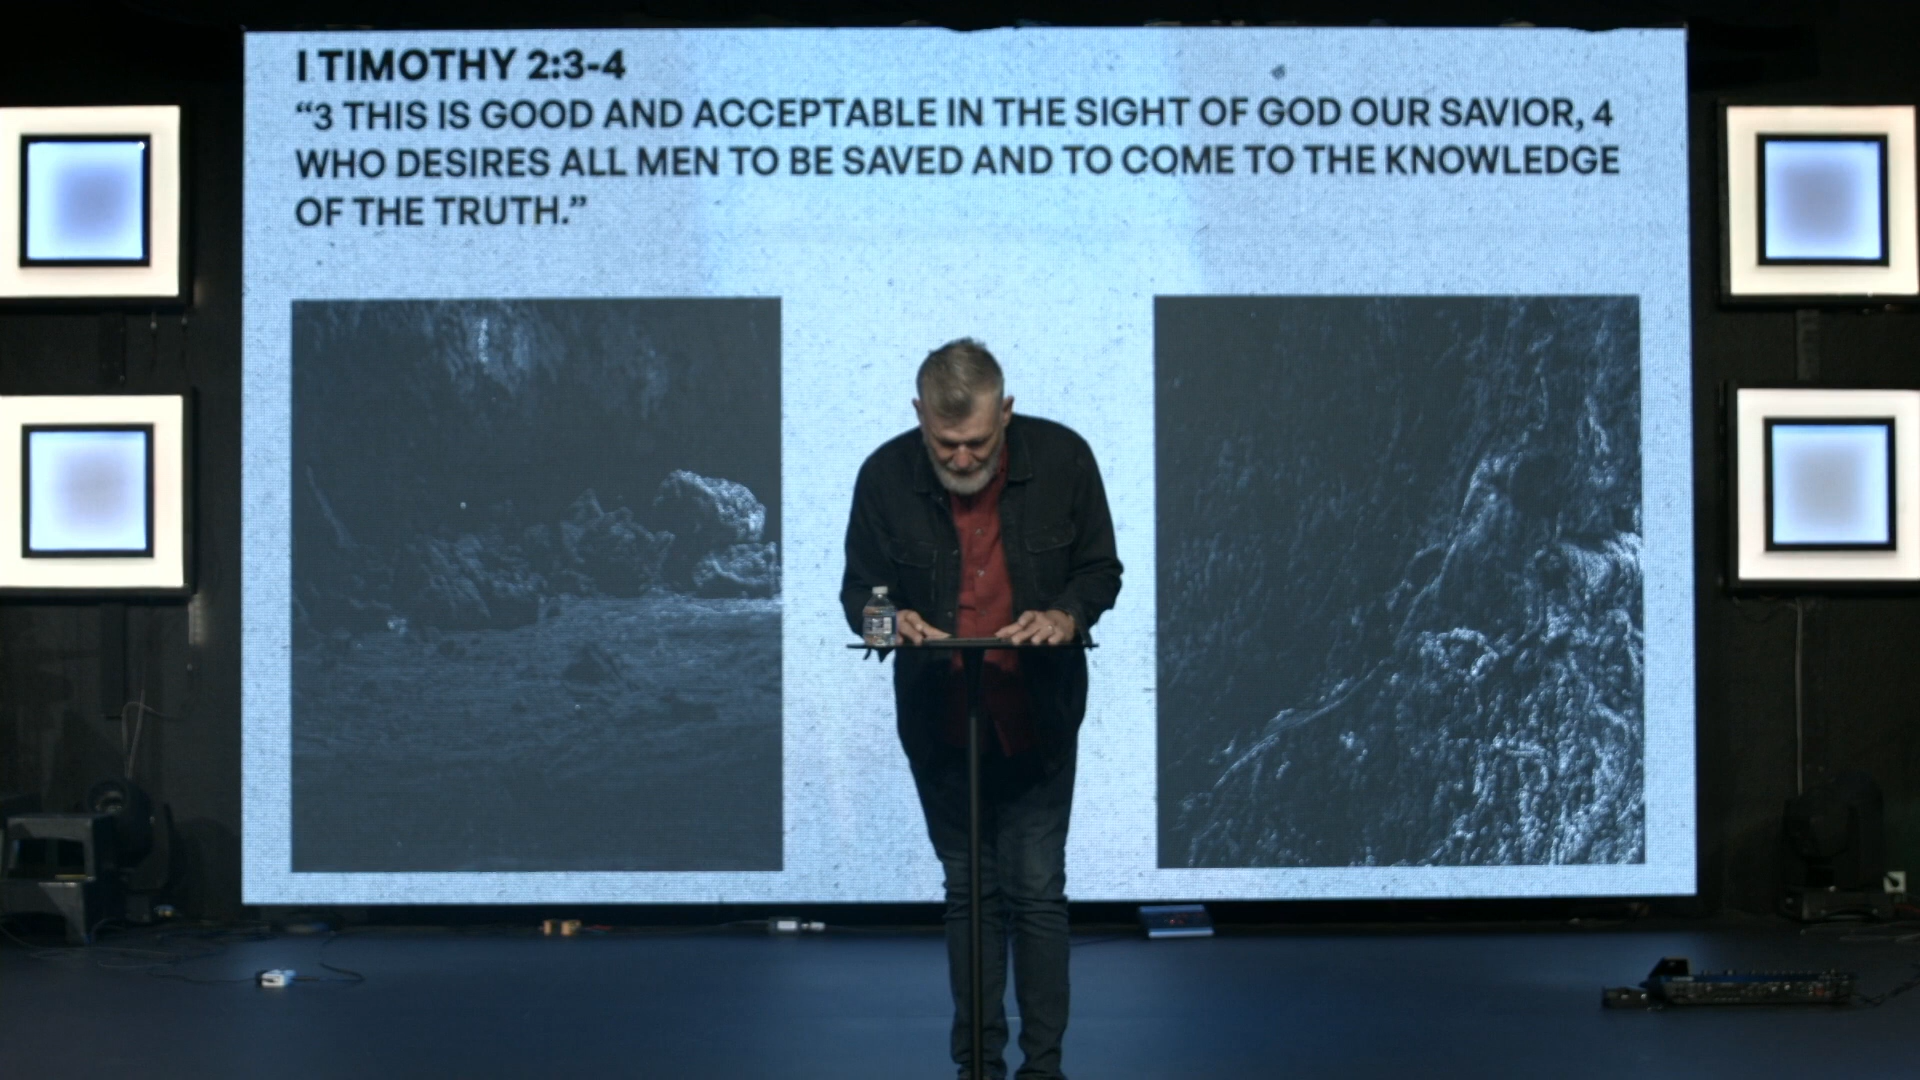 I TIMOTHY 2:3-4
“3 THIS IS GOOD AND ACCEPTABLE IN THE SIGHT OF GOD OUR SAVIOR, 4
WHO DESIRES ALL MEN TO BE SAVED AND TO COME TO THE KNOWLEDGE
OF THE TRUTH.”